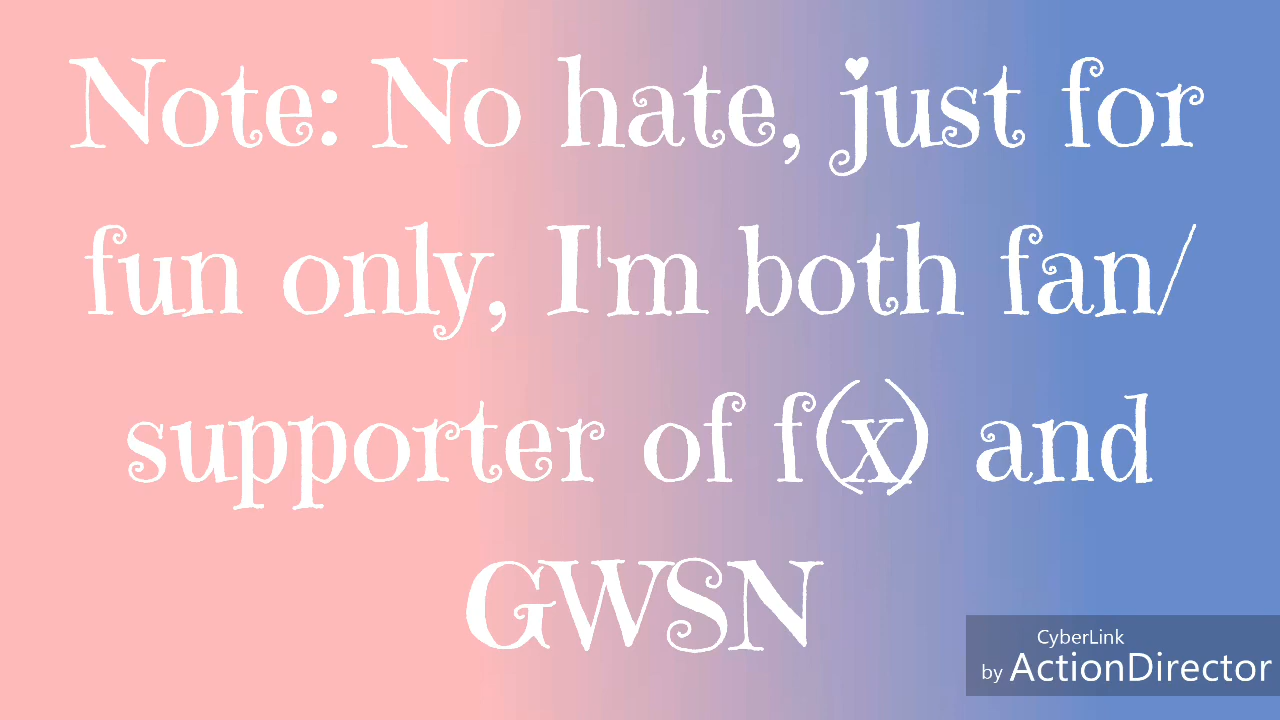 Note: No hate, just for
fun only, I'm both fan/
supporter of f(x) and
GWSN
CyberLink
by ActionDirector